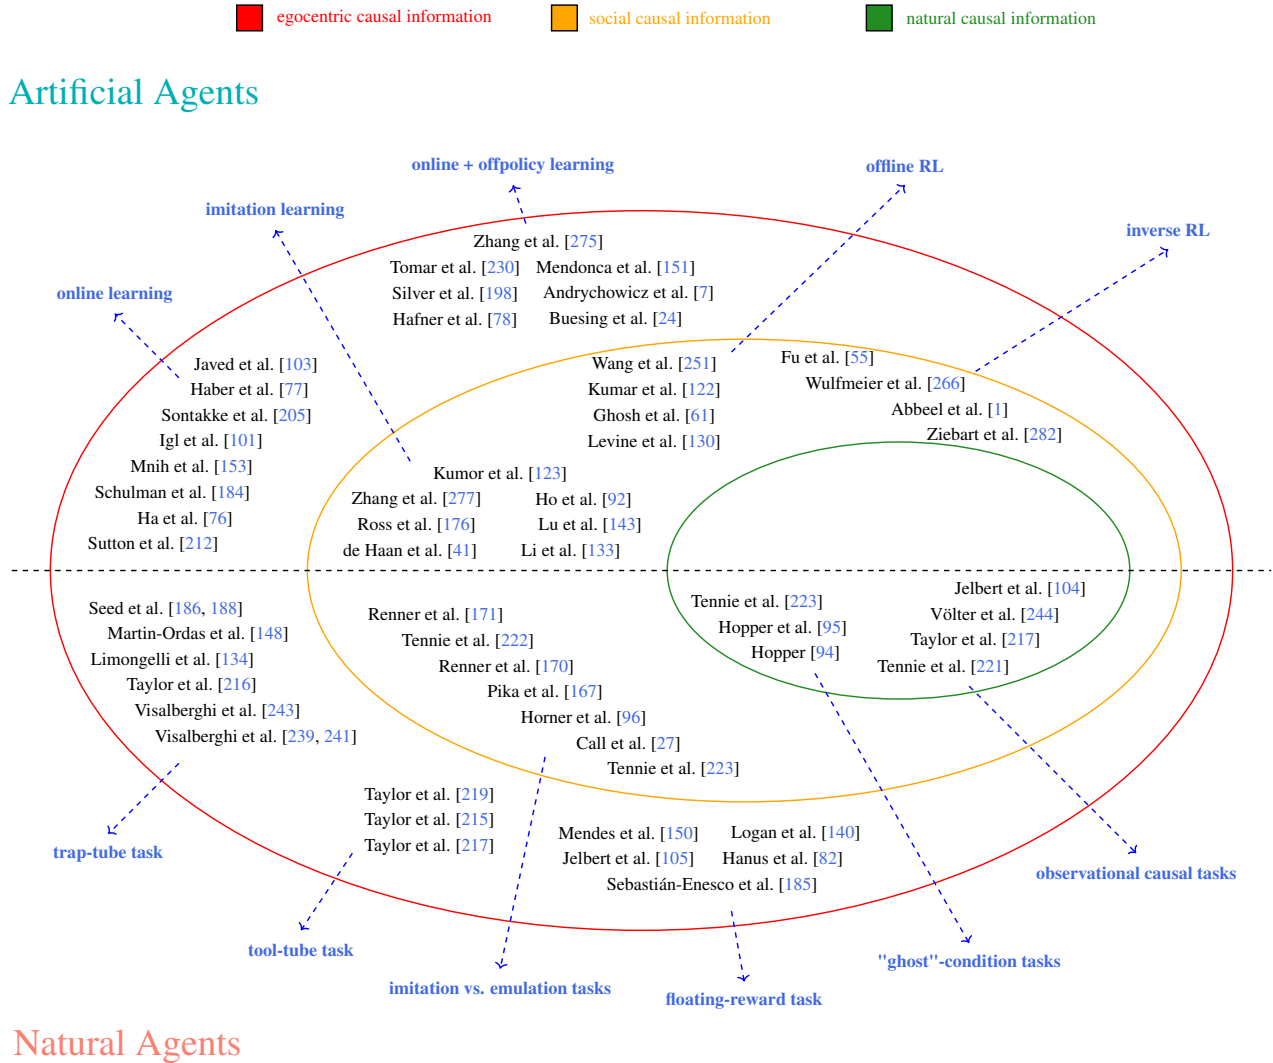 egocentric causal information
social causal information
natural causal information
Artificial Agents
online + offpolicy learning
offline RL
imitation learning
inverse RL
online learning
Zhang et al. [275]
Tomar et al. [230]
Mendonca et al. [151]
Silver et al. [198]
Andrychowicz et al. [7]
Hafner et al. [78]
Buesing et al. [24]
Javed et al. [103]
Haber et al. [77]
Sontakke et al. [205]
Igl et al. [101]
Mnih et al. [153]
Schulman et al. [184]
Ha et al. [76]
Sutton et al. [212]
Wang et al. [251]
Kumar et al. [122]
Ghosh et al. [61]
Levine et al. [130]
Fu et al. [55]
Wulfmeier et al. [266]
Abbeel et al. [1]
Ziebart et al. [282]
Kumor et al. [123]
Zhang et al. [277]
Ho et al. [92]
Ross et al. [176]
Lu et al. [143]
de Haan et al. [41]
Li et al. [133]
Seed et al. [186, 188]
Martin-Ordas et al. [148]
Limongelli et al. [134]
Taylor et al. [216]
Visalberghi et al. [243]
Visalberghi et al. [239, 241]
Renner et al. [171]
Tennie et al. [222]
Renner et al. [170]
Pika et al. [167]
Horner et al. [96]
Call et al. [27]
Tennie et al. [223]
Tennie et al. [223]
Hopper et al. [95]
Hopper [94]
Jelbert et al. [104]
Völter et al. [244]
Taylor et al. [217]
Tennie et al. [221]
Taylor et al. [219]
Taylor et al. [215]
Taylor et al. [217]
Mendes et al. [150]
Logan et al. [140]
Jelbert et al. [105]
Hanus et al. [82]
Sebastián-Enesco et al. [185]
trap-tube task
observational causal tasks
tool-tube task
"ghost"-condition tasks
imitation vs. emulation tasks
floating-reward task
Natural Agents